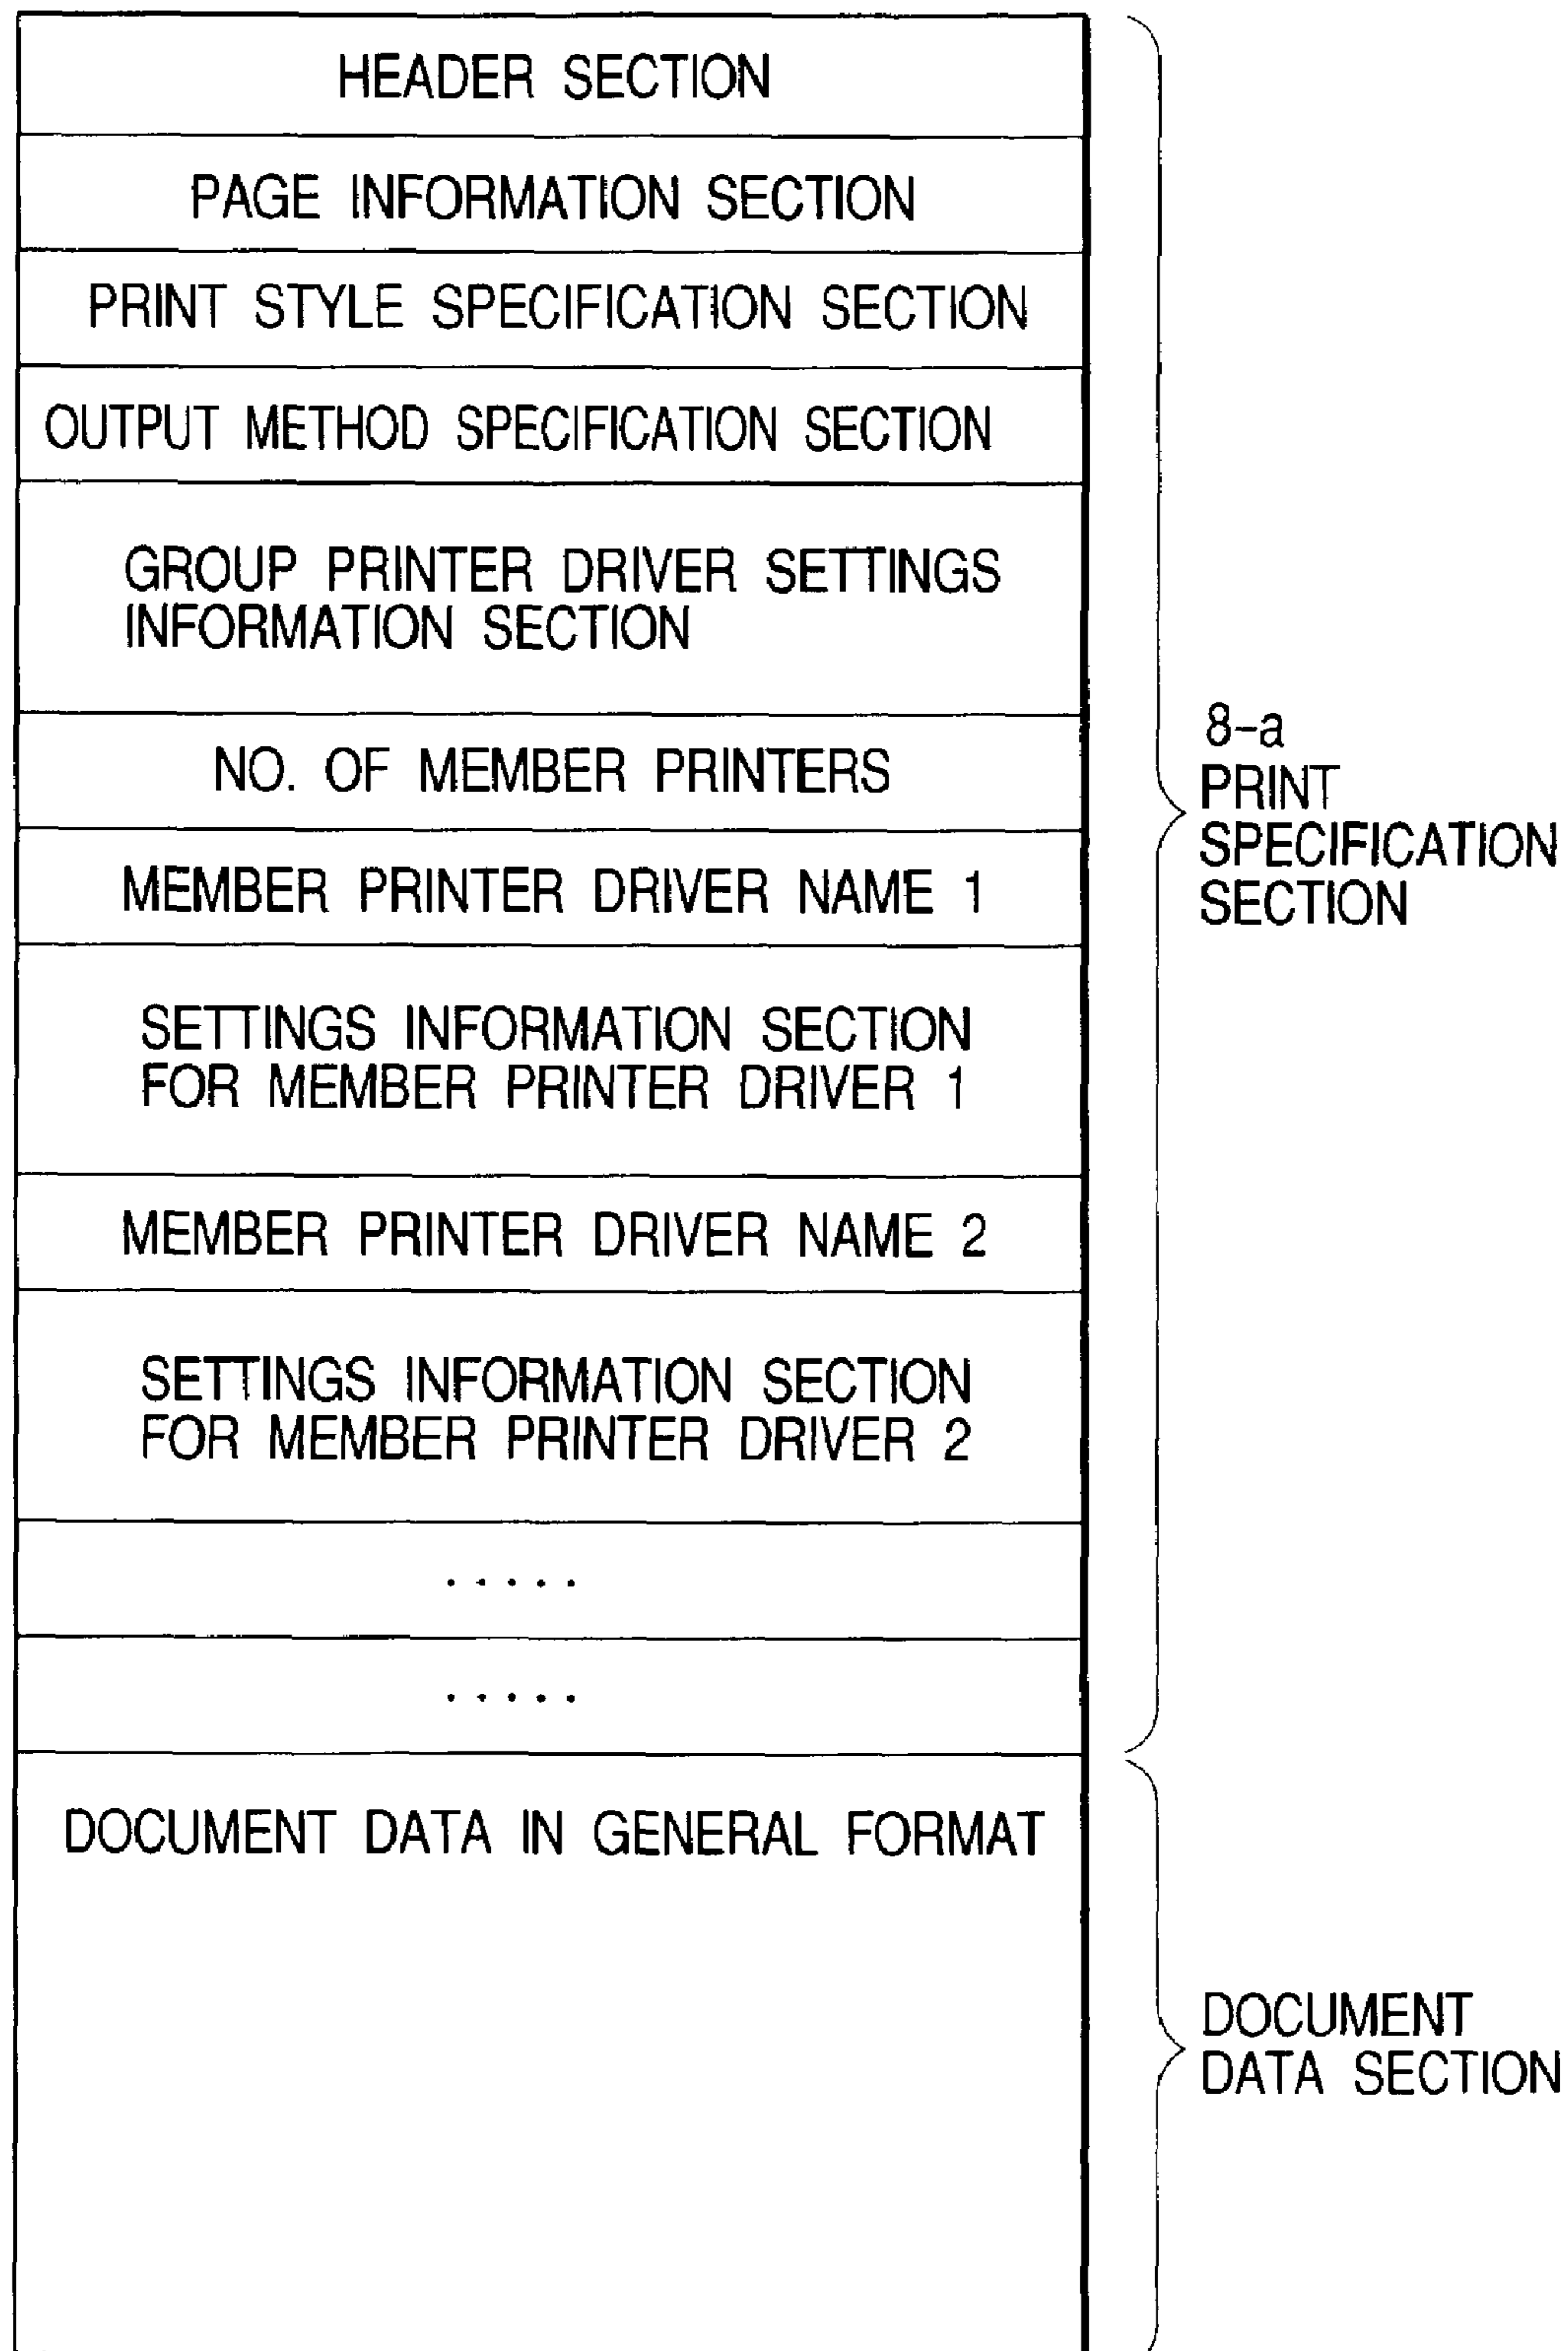 HEADER SECTION
PAGE INFORMATION SECTION
PRINT STYLE SPECIFICATION SECTION
OUTPUT METHOD SPECIFICATION SECTION
GROUP PRINTER DRIVER SETTINGS
INFORMATION SECTION
NO. OF MEMBER PRINTERS
MEMBER PRINTER DRIVER NAME 1
SETTINGS INFORMATION SECTION
FOR MEMBER PRINTER DRIVER 1
MEMBER PRINTER DRIVER NAME 2
SETTINGS INFORMATION SECTION
FOR MEMBER PRINTER DRIVER 2
.....
.....
8-a
PRINT
SPECIFICATION
SECTION
DOCUMENT DATA IN GENERAL FORMAT
DOCUMENT
DATA SECTION